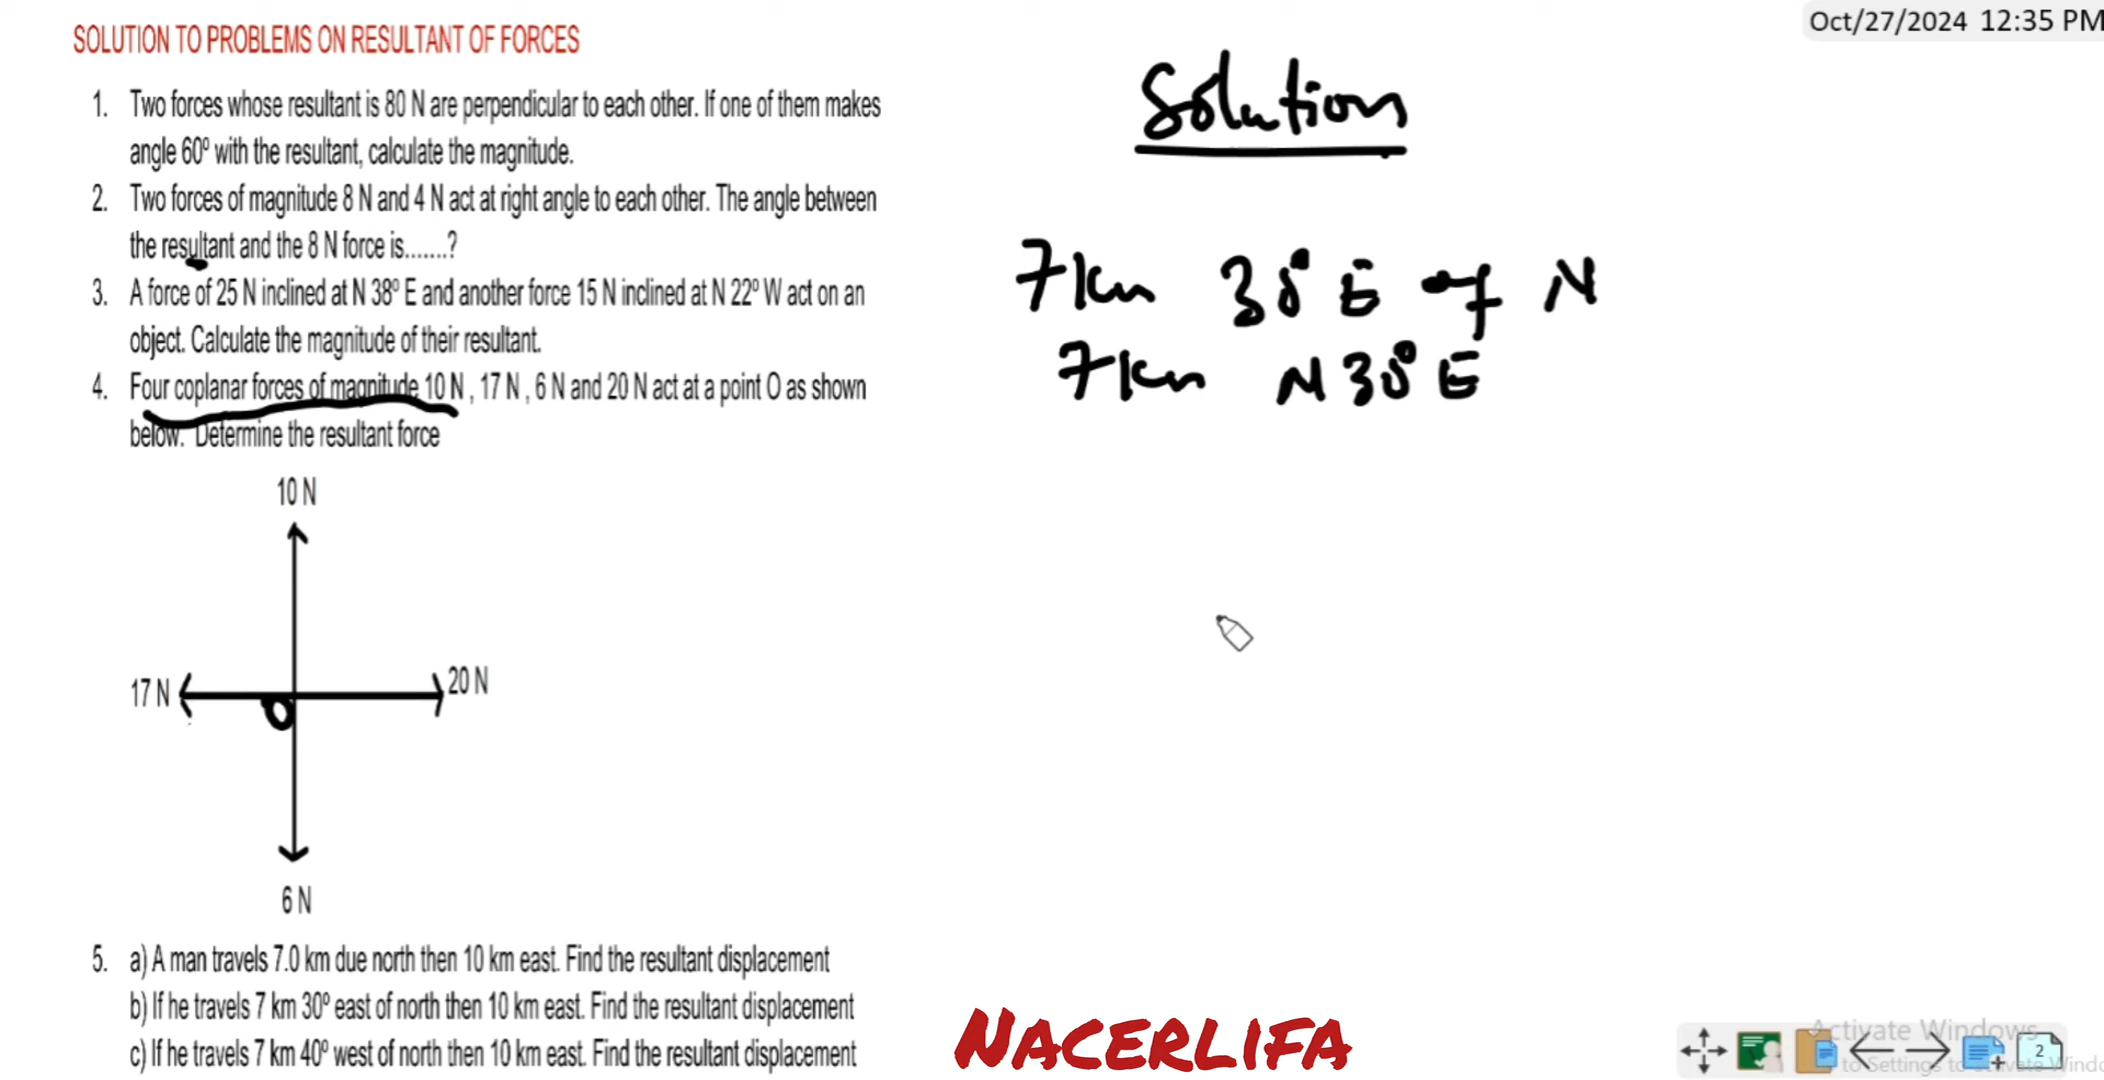 Oct/27/2024 12:35 PM
SOLUTION TO PROBLEMS ON RESULTANT OF FORCES
1. Two forces whose resultant is 80 N are perpendicular to each other. If one of them makes
angle 60° with the resultant, calculate the magnitude.
2. Two forces of magnitude 8 N and 4 N act at right angle to each other. The angle between
the resultant and the 8 N force is.......?
3. A force of 25 N inclined at N 38° E and another force 15 N inclined at N 22° W act on an
object. Calculate the magnitude of their resultant.
4. Four coplanar forces of magnitude 10 N, 17 N, 6 N and 20 N act at a point O as shown
below. Determine the resultant force
10 N
17 N
20 N
O
6 N
5. a) A man travels 7.0 km due north then 10 km east. Find the resultant displacement
b) If he travels 7 km 30° east of north then 10 km east. Find the resultant displacement
c) If he travels 7 km 40° west of north then 10 km east. Find the resultant displacement
Solution
7km 30° E of N
7km N30° E
NACERLIFA
Activate Windows
to Settings to Activate Windo
2